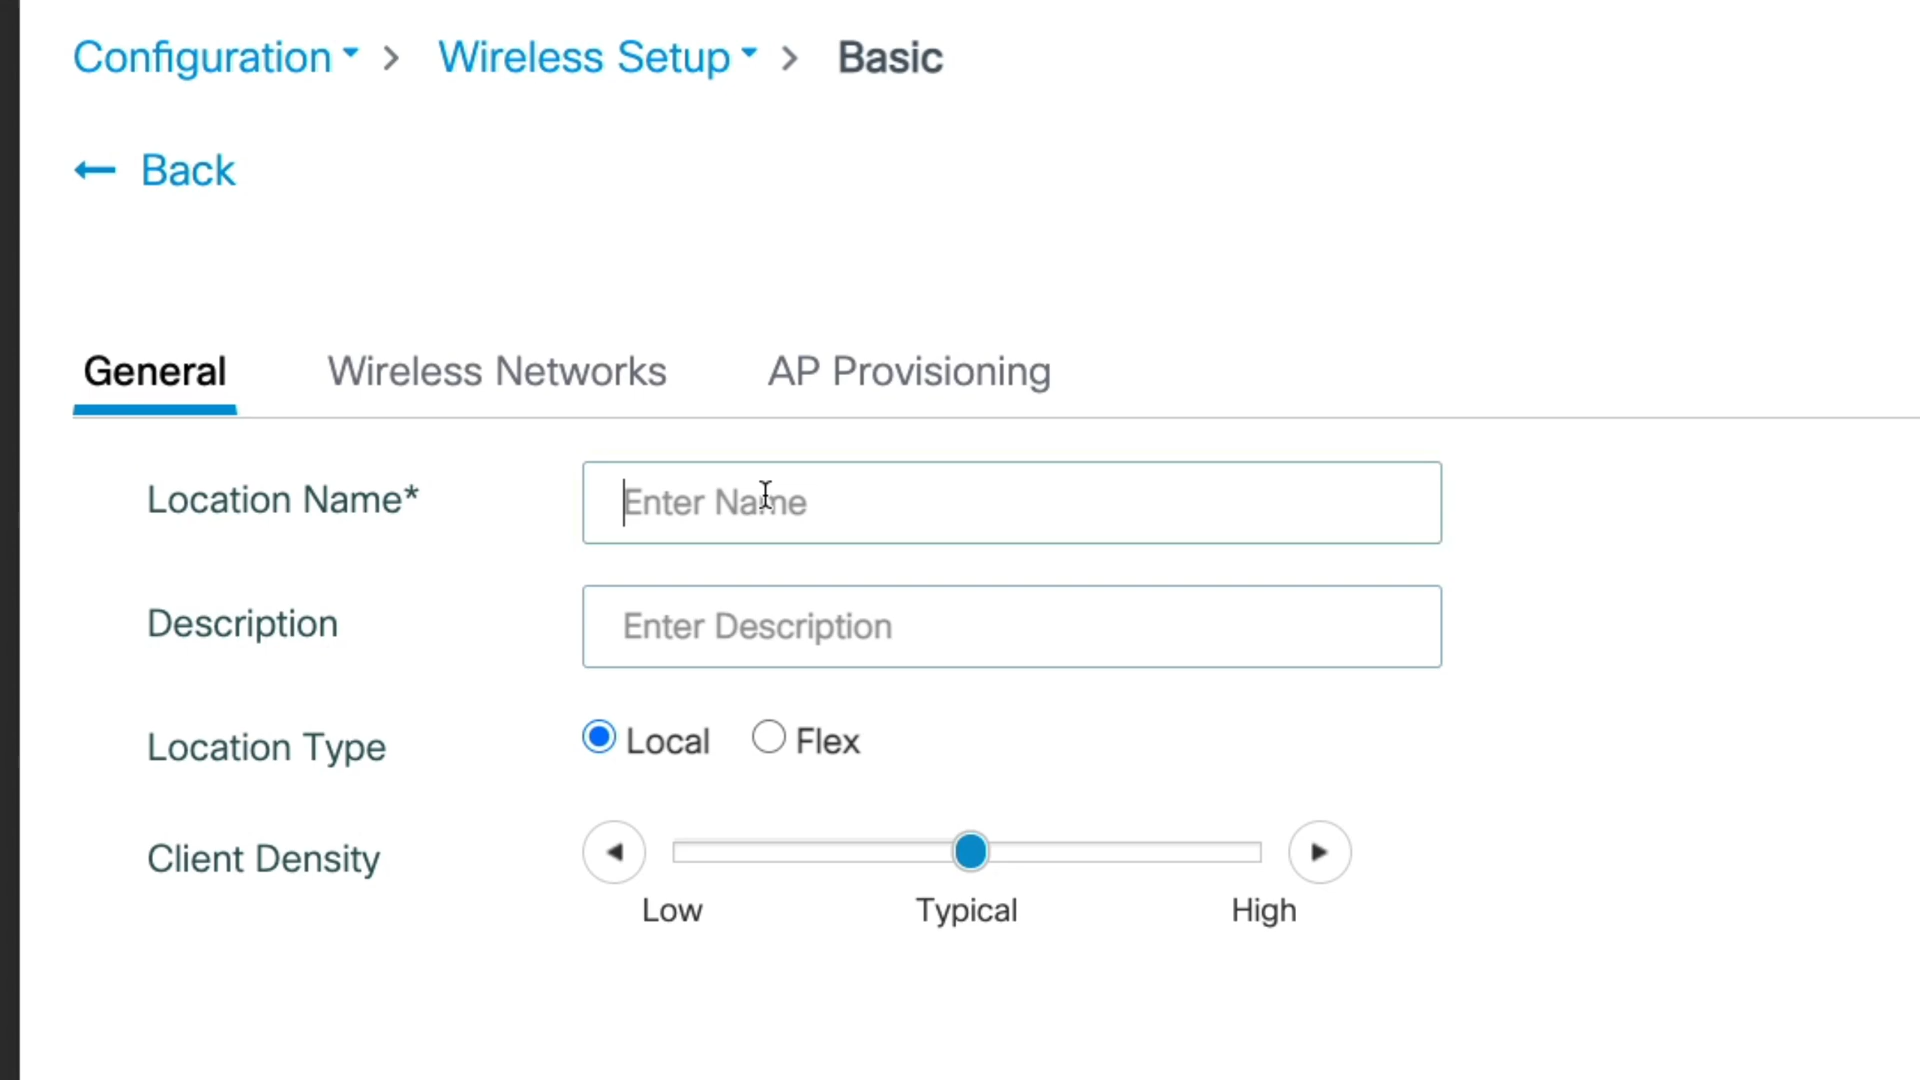 Configuration > Wireless Setup > Basic
Back
General Wireless Networks AP Provisioning
Location Name* Enter Name
Description Enter Description
Location Type Local Flex
Client Density
Low Typical High